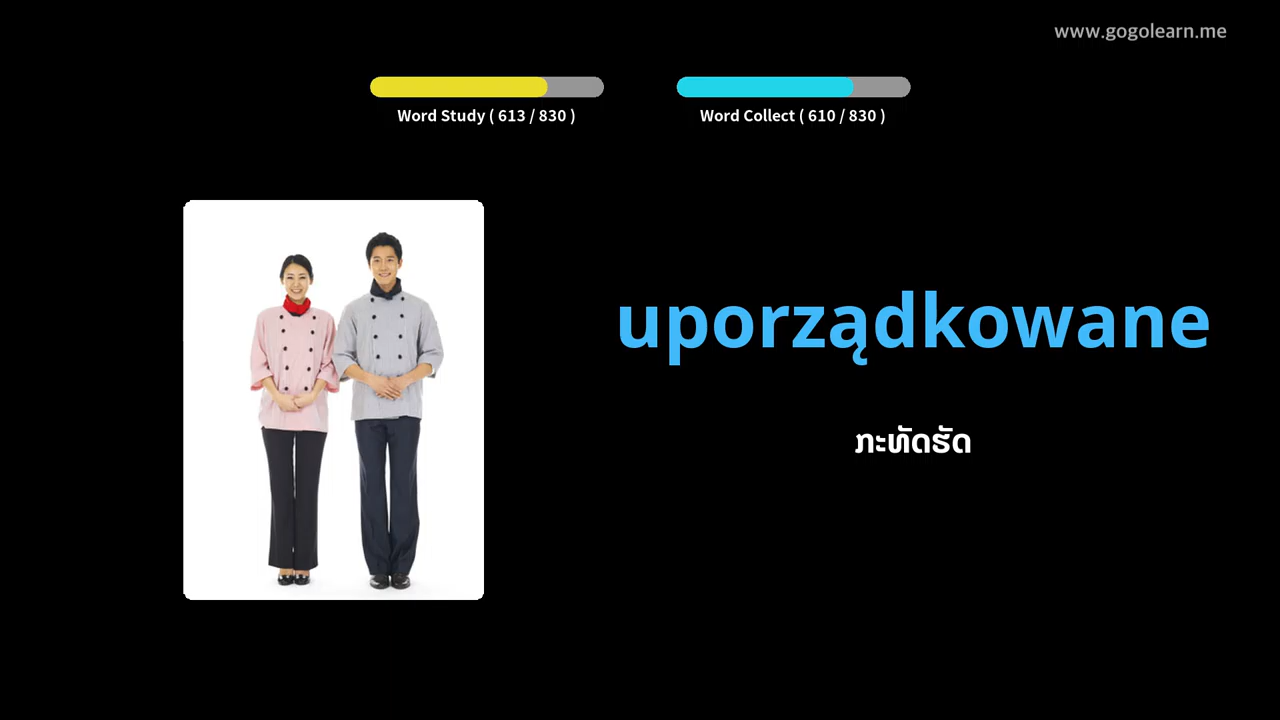 www.gogolearn.me
Word Study ( 613 / 830 )
Word Collect ( 610 / 830 )
uporządkowane
ກະທັດຮັດ